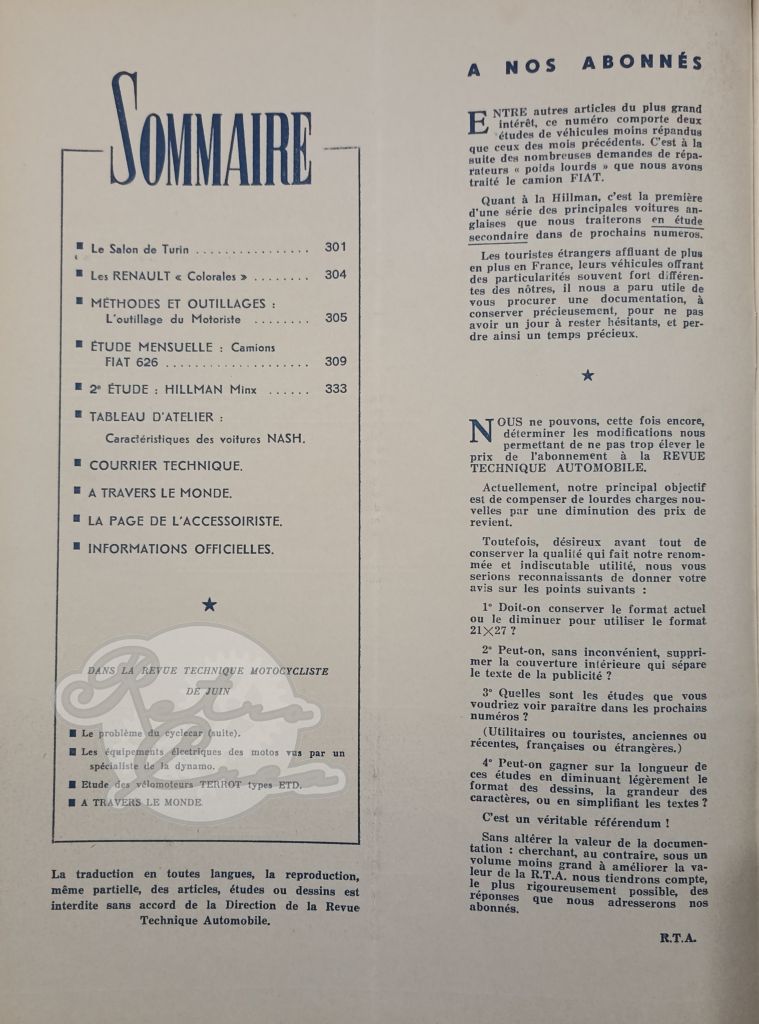 SOMMAIRE
■ Le Salon de Turin ................ 301
■ Les RENAULT « Colorales » ........ 304
■ MÉTHODES ET OUTILLAGES :
L'outillage du Motoriste ........ 305
■ ÉTUDE MENSUELLE : Camions
FIAT 626 .................... 309
■ 2e ÉTUDE : HILLMAN Minx ...... 333
■ TABLEAU D'ATELIER :
Caractéristiques des voitures NASH.
■ COURRIER TECHNIQUE.
■ A TRAVERS LE MONDE.
■ LA PAGE DE L'ACCESSOIRISTE.
■ INFORMATIONS OFFICIELLES.
★
DANS LA REVUE TECHNIQUE MOTOCYCLISTE
DE JUIN
■ Le problème du cyclecar (suite).
■ Les équipements électriques des motos vus par un
spécialiste de la dynamo.
■ Etude des vélomoteurs TERROT types ETD.
■ A TRAVERS LE MONDE.
La traduction en toutes langues, la reproduction,
même partielle, des articles, études ou dessins est
interdite sans accord de la Direction de la Revue
Technique Automobile.
A NOS ABONNÉS
ENTRE autres articles du plus grand
intérêt, ce numéro comporte deux
études de véhicules moins répandus
que ceux des mois précédents. C'est à la
suite des nombreuses demandes de répa-
rateurs « poids lourds » que nous avons
traité le camion FIAT.
Quant à la Hillman, c'est la première
d'une série des principales voitures an-
glaises que nous traiterons en étude
secondaire dans de prochains numéros.
Les touristes étrangers affluant de plus
en plus en France, leurs véhicules offrant
des particularités souvent fort différen-
tes des nôtres, il nous a paru utile de
vous procurer une documentation, à
conserver précieusement, pour ne pas
avoir un jour à rester hésitants, et per-
dre ainsi un temps précieux.
★
NOUS ne pouvons, cette fois encore,
déterminer les modifications nous
permettant de ne pas trop élever le
prix de l'abonnement à la REVUE
TECHNIQUE AUTOMOBILE.
Actuellement, notre principal objectif
est de compenser de lourdes charges nou-
velles par une diminution des prix de
revient.
Toutefois, désireux avant tout de
conserver la qualité qui fait notre renom-
mée et indiscutable utilité, nous vous
serions reconnaissants de donner votre
avis sur les points suivants :
1° Doit-on conserver le format actuel
ou le diminuer pour utiliser le format
21×27 ?
2° Peut-on, sans inconvénient, suppri-
mer la couverture intérieure qui sépare
le texte de la publicité ?
3° Quelles sont les études que vous
voudriez voir paraître dans les prochains
numéros ?
(Utilitaires ou touristes, anciennes ou
récentes, françaises ou étrangères.)
4° Peut-on gagner sur la longueur de
ces études en diminuant légèrement le
format des dessins, la grandeur des
caractères, ou en simplifiant les textes ?
C'est un véritable référendum !
Sans altérer la valeur de la documen-
tation : cherchant, au contraire, sous un
volume moins grand à améliorer la va-
leur de la R.T.A. nous tiendrons compte,
le plus rigoureusement possible, des
réponses que nous adresserons nos
abonnés.
R.T.A.